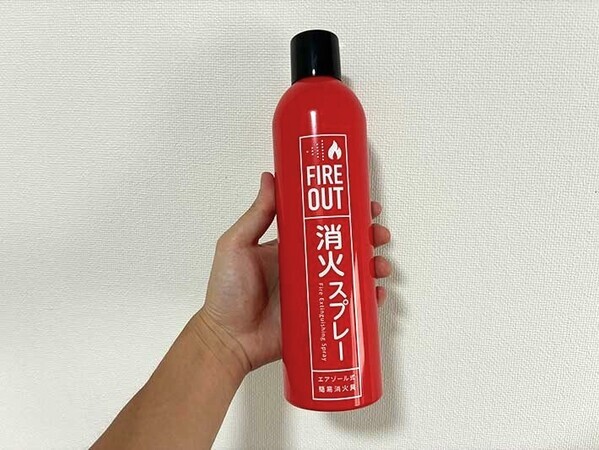 FIRE
OUT
消火スプレー
Fire Extinguishing Spray
エアゾール式
簡易消火具